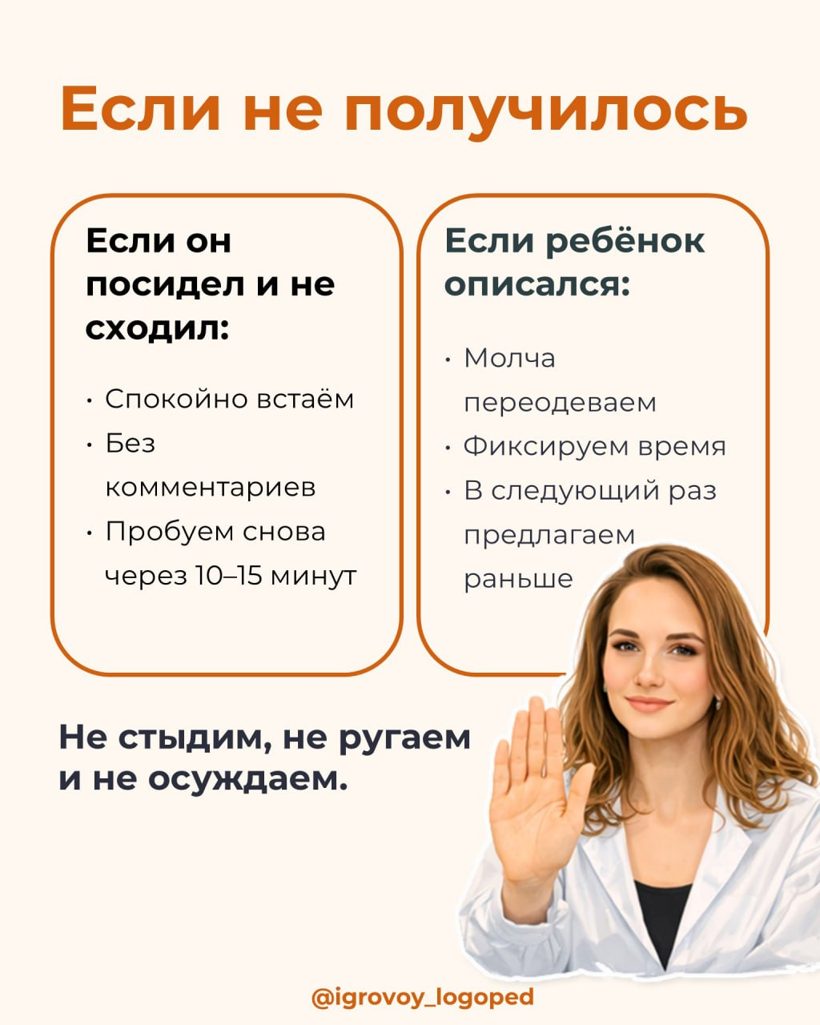 Если не получилось
Если он
посидел и не
сходил:
• Спокойно встаём
• Без
комментариев
• Пробуем снова
через 10–15 минут
Если ребёнок
описался:
• Молча
переодеваем
• Фиксируем время
• В следующий раз
предлагаем
раньше
Не стыдим, не ругаем
и не осуждаем.
@igrovoy_logoped